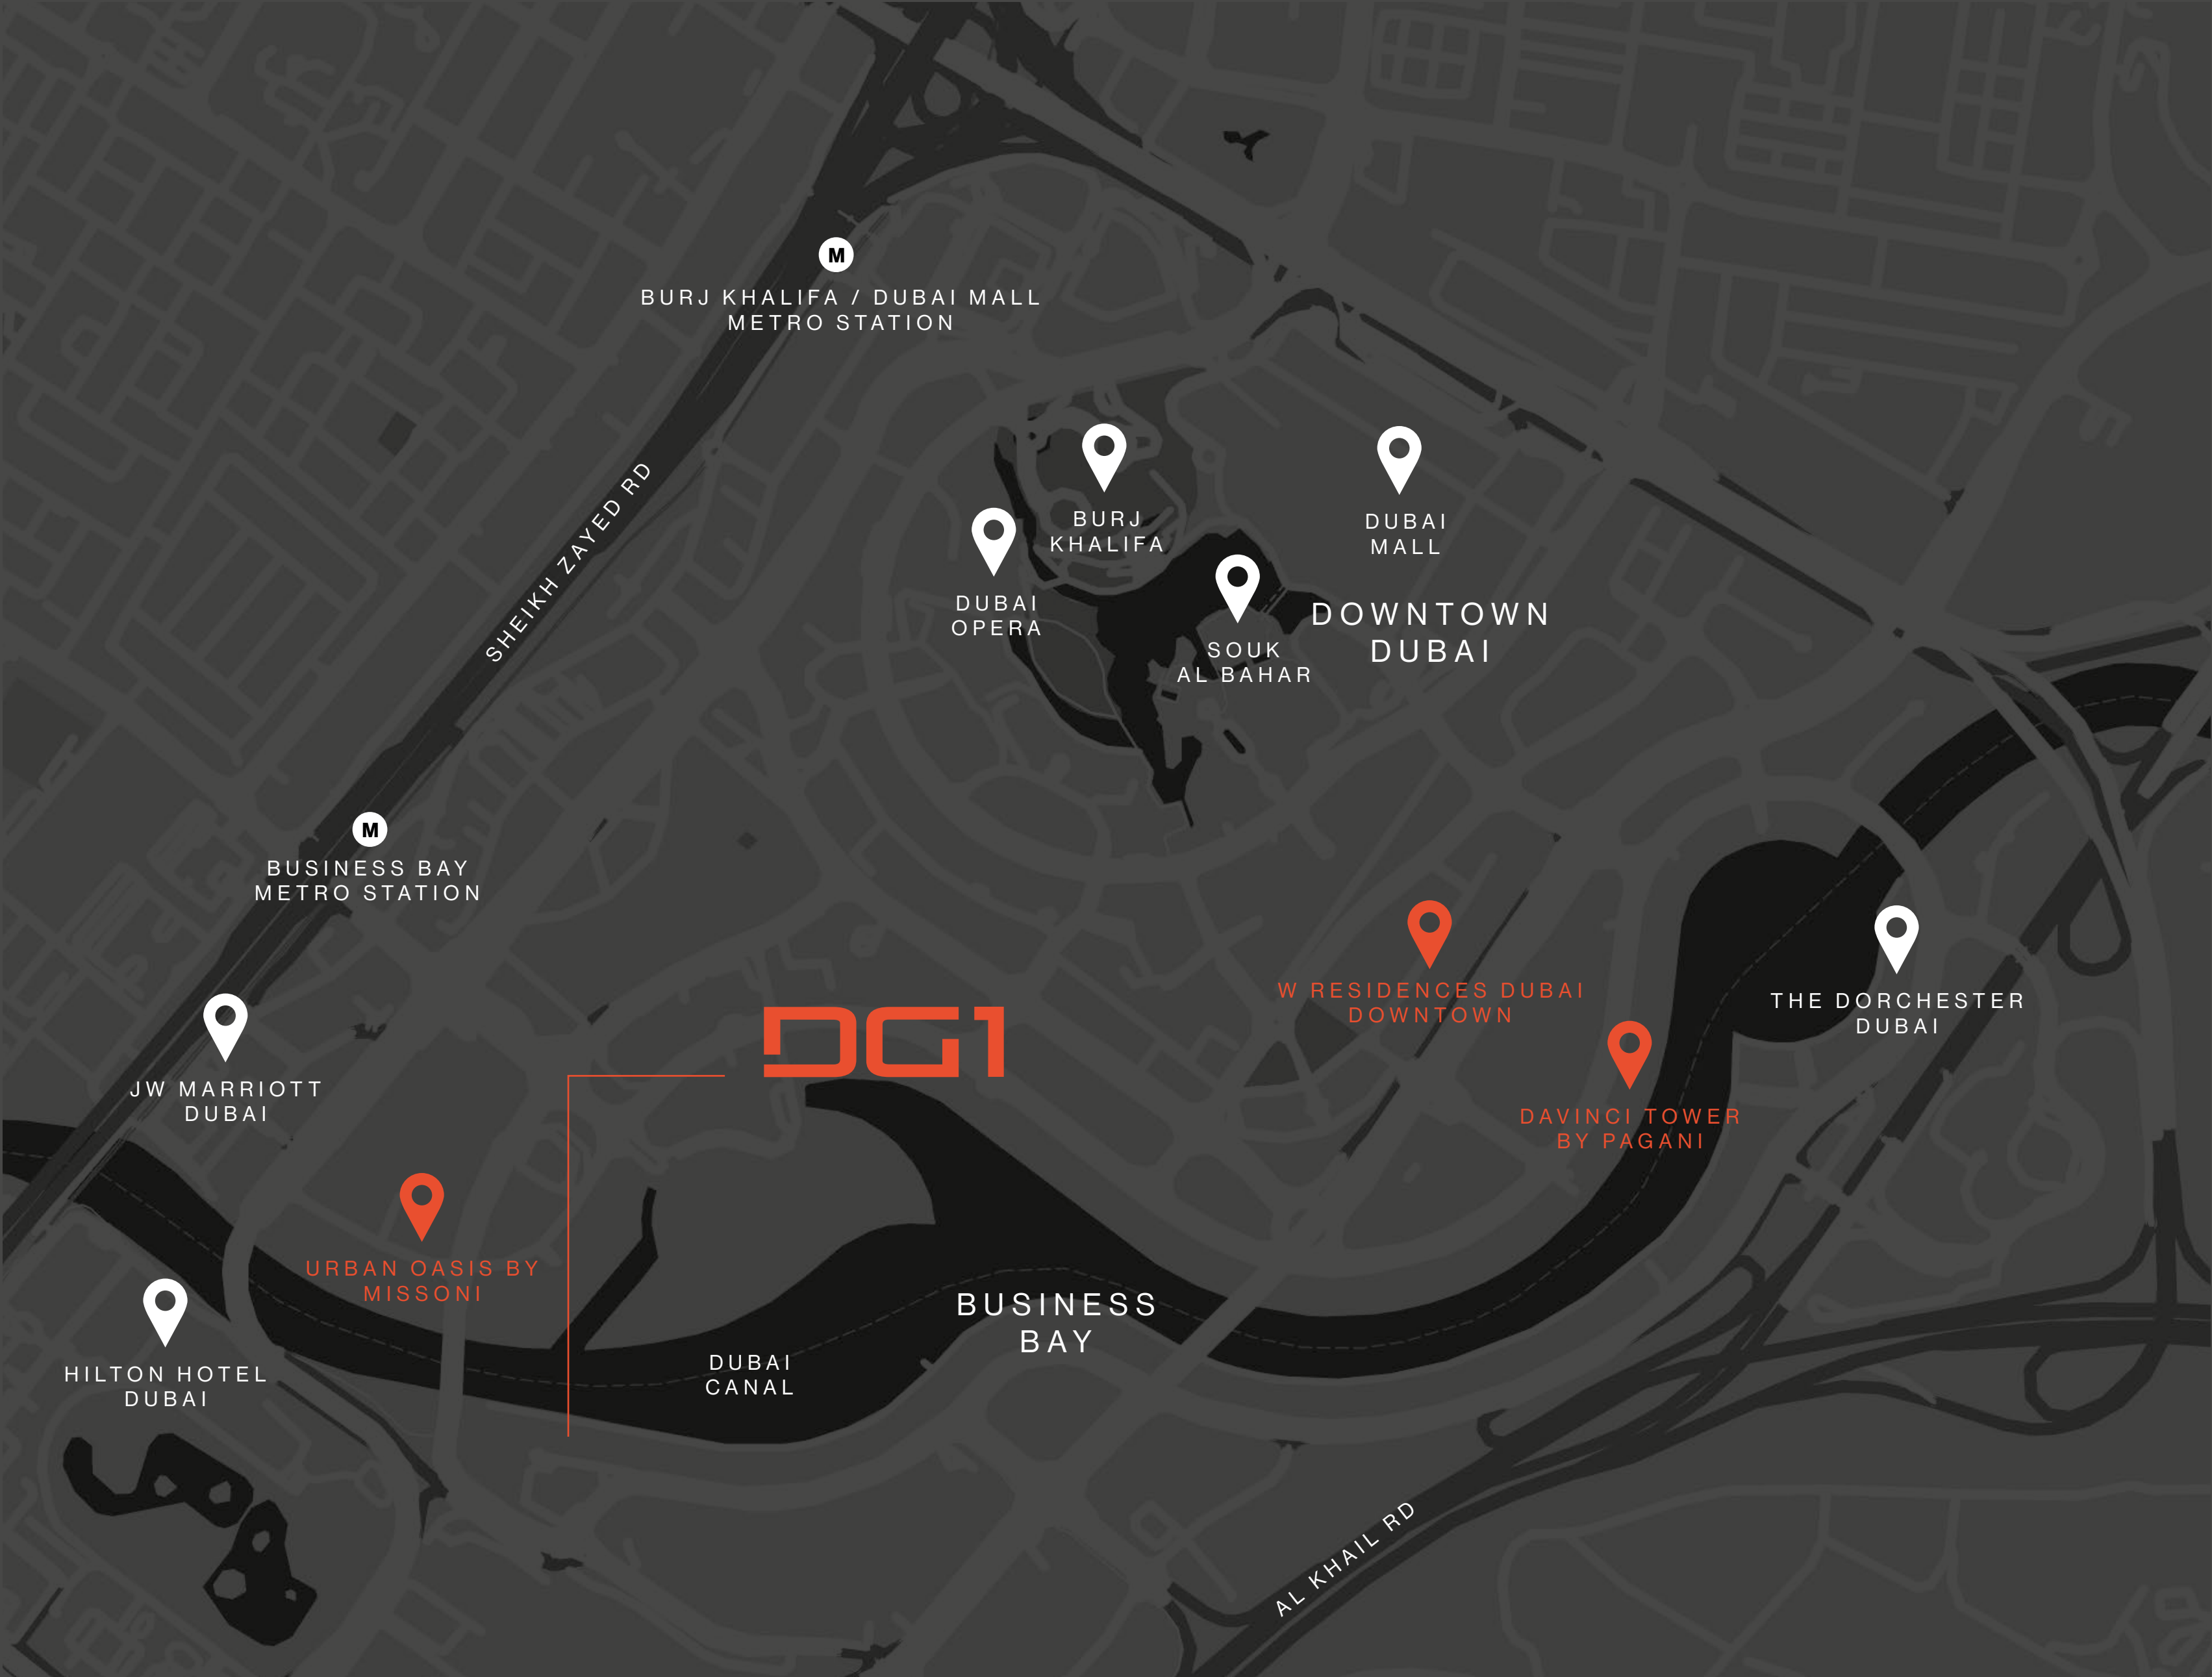 M
BURJ KHALIFA / DUBAI MALL
METRO STATION
SHEIKH ZAYED RD
BURJ
KHALIFA
DUBAI
MALL
DUBAI
OPERA
SOUK
AL BAHAR
DOWNTOWN
DUBAI
M
BUSINESS BAY
METRO STATION
W RESIDENCES DUBAI
DOWNTOWN
THE DORCHESTER
DUBAI
JW MARRIOTT
DUBAI
DG1
DAVINCI TOWER
BY PAGANI
URBAN OASIS BY
MISSONI
BUSINESS
BAY
HILTON HOTEL
DUBAI
DUBAI
CANAL
AL KHAIL RD